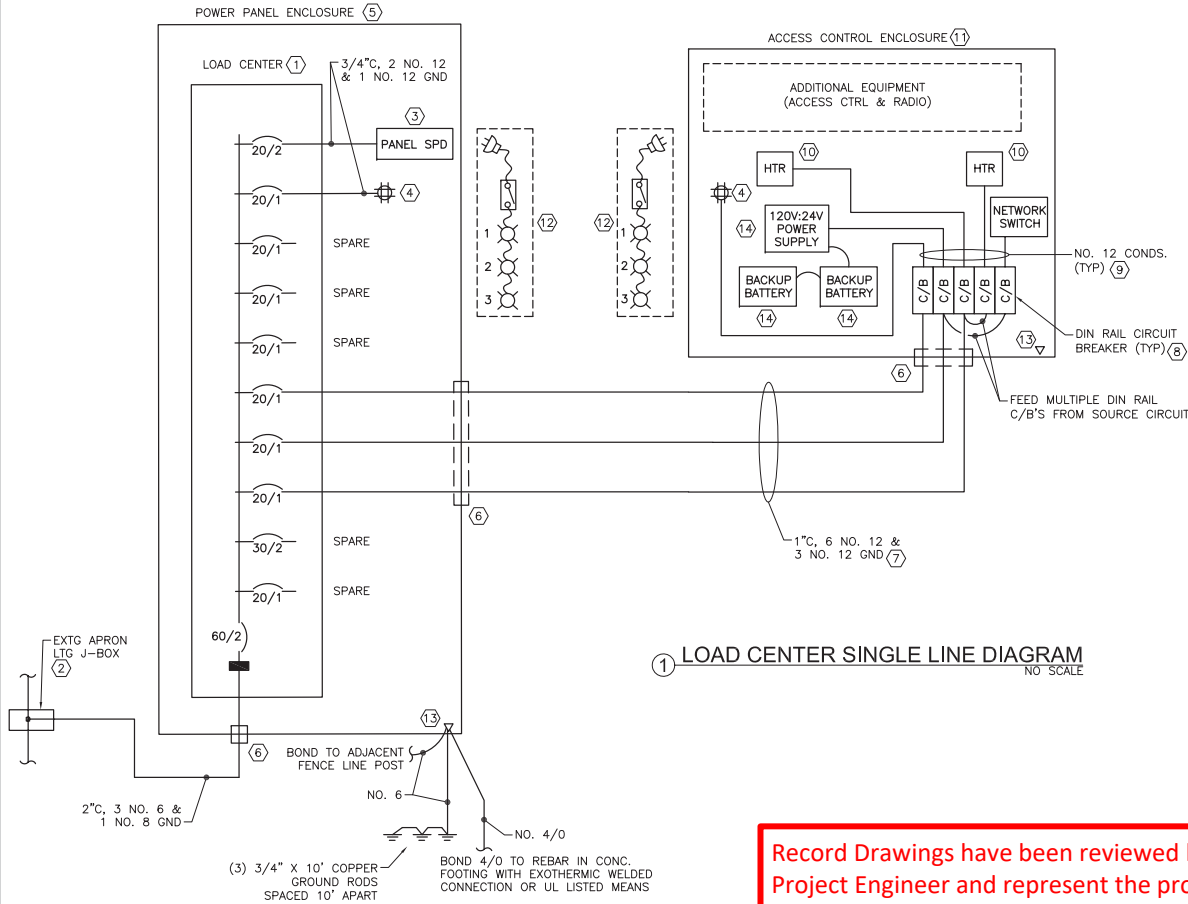 POWER PANEL ENCLOSURE 5
LOAD CENTER 1
3/4"C, 2 NO. 12
& 1 NO. 12 GND
3
PANEL SPD
20/2
20/1
4
20/1 SPARE
20/1 SPARE
20/1 SPARE
20/1
20/1
20/1
30/2 SPARE
20/1 SPARE
60/2
6
EXTG APRON
LTG J-BOX
2
2"C, 3 NO. 6 &
1 NO. 8 GND
6
13
BOND TO ADJACENT
FENCE LINE POST
NO. 6
NO. 4/0
(3) 3/4" X 10' COPPER
GROUND RODS
SPACED 10' APART
BOND 4/0 TO REBAR IN CONC.
FOOTING WITH EXOTHERMIC WELDED
CONNECTION OR UL LISTED MEANS
1
2
3
12
12
1
2
3
1"C, 6 NO. 12 &
3 NO. 12 GND 7
ACCESS CONTROL ENCLOSURE 11
ADDITIONAL EQUIPMENT
(ACCESS CTRL & RADIO)
10
HTR
10
HTR
4
14
120V:24V
POWER
SUPPLY
NETWORK
SWITCH
BACKUP
BATTERY
14
BACKUP
BATTERY
14
C/B
C/B
C/B
C/B
C/B
NO. 12 CONDS.
(TYP) 9
DIN RAIL CIRCUIT
BREAKER (TYP) 8
13
6
FEED MULTIPLE DIN RAIL
C/B'S FROM SOURCE CIRCUIT
1 LOAD CENTER SINGLE LINE DIAGRAM
NO SCALE
Record Drawings have been reviewed
Project Engineer and represent the